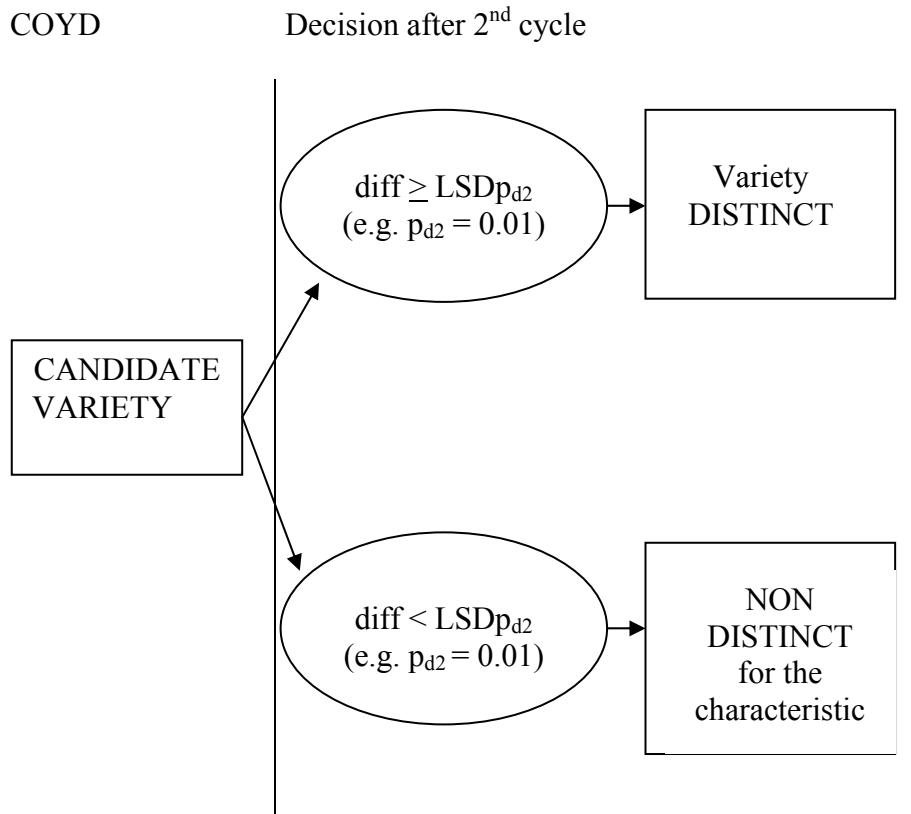 COYD Decision after 2nd cycle
diff ≥ LSDpd2
(e.g. pd2 = 0.01)
Variety
DISTINCT
CANDIDATE
VARIETY
diff < LSDpd2
(e.g. pd2 = 0.01)
NON
DISTINCT
for the
characteristic